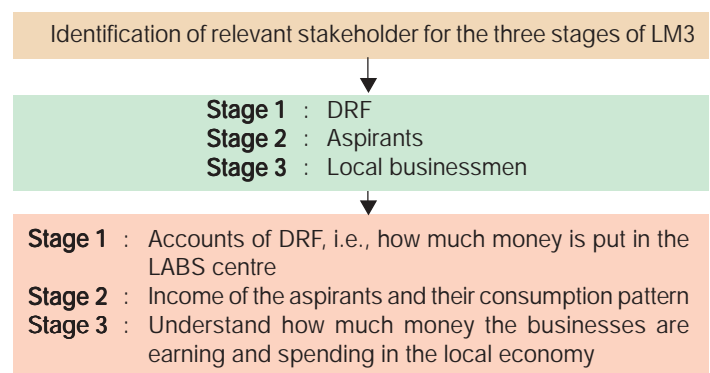 Identification of relevant stakeholder for the three stages of LM3
Stage 1 : DRF
Stage 2 : Aspirants
Stage 3 : Local businessmen
Stage 1 : Accounts of DRF, i.e., how much money is put in the
LABS centre
Stage 2 : Income of the aspirants and their consumption pattern
Stage 3 : Understand how much money the businesses are
earning and spending in the local economy